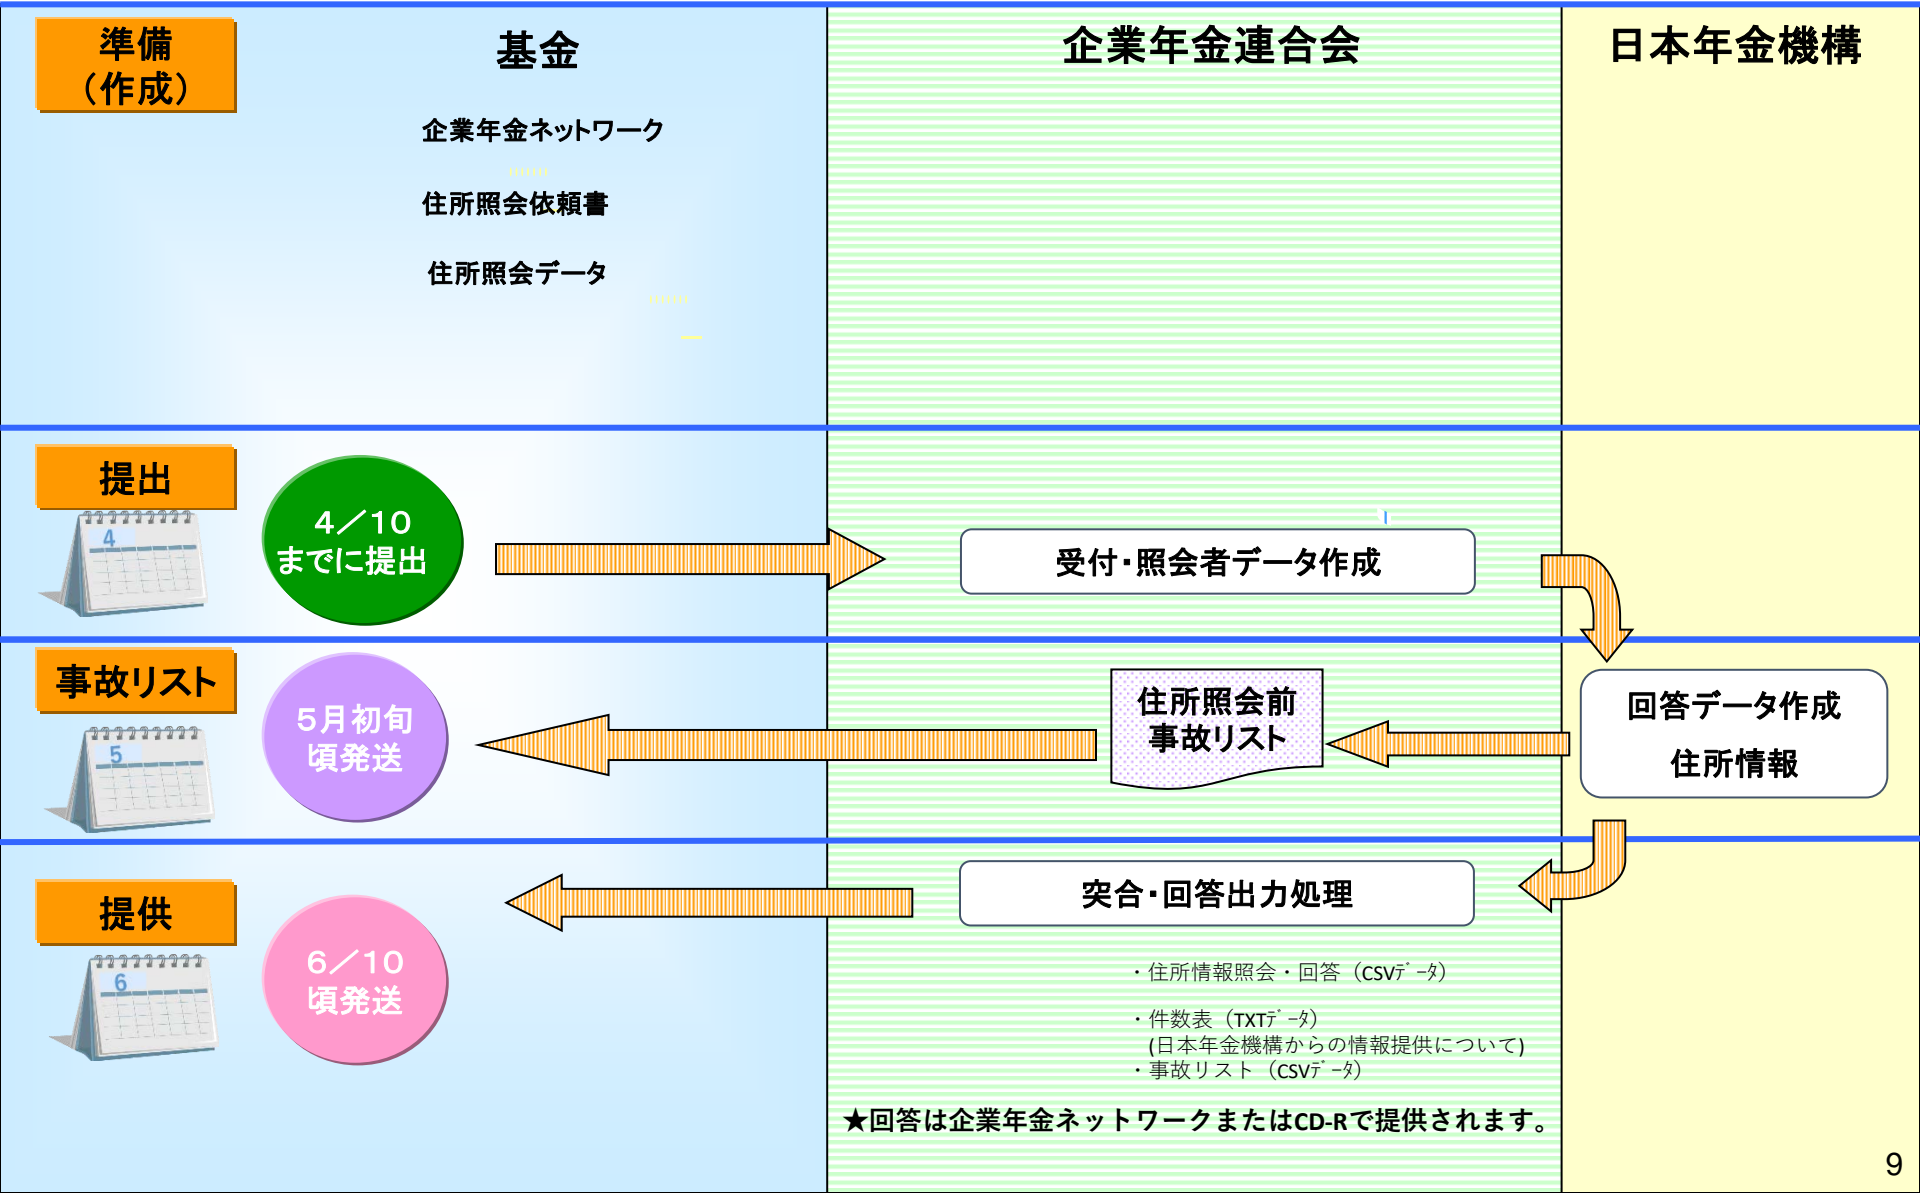 準備
（作成）
基金
企業年金連合会
日本年金機構
企業年金ネットワーク
住所照会依頼書
住所照会データ
提出
4
４／１０
までに提出
受付・照会者データ作成
事故リスト
5
５月初旬
頃発送
住所照会前
事故リスト
回答データ作成
住所情報
提供
6
６／１０
頃発送
突合・回答出力処理
・住所情報照会・回答（CSVﾃﾞｰﾀ）
・件数表（TXTﾃﾞｰﾀ）
(日本年金機構からの情報提供について)
・事故リスト（CSVﾃﾞｰﾀ）
★回答は企業年金ネットワークまたはCD-Rで提供されます。
9